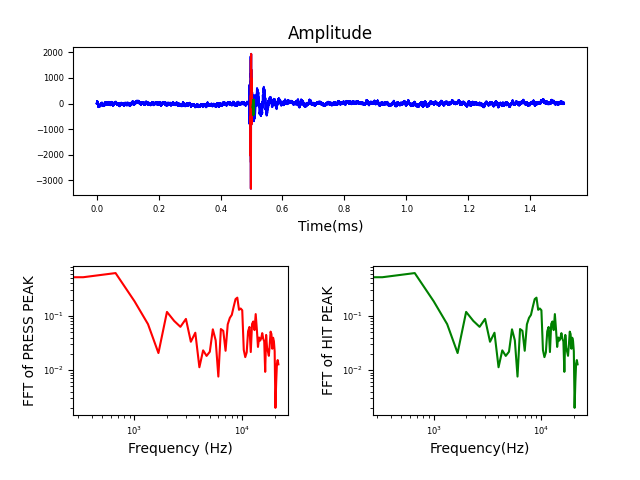 Amplitude
2000
1000
0
−1000
−2000
−3000
0.0 0.2 0.4 0.6 0.8 1.0 1.2 1.4
Time(ms)
FFT of PRESS PEAK
10⁻¹
10⁻²
10³ 10⁴
Frequency (Hz)
FFT of HIT PEAK
10⁻¹
10⁻²
10³ 10⁴
Frequency(Hz)